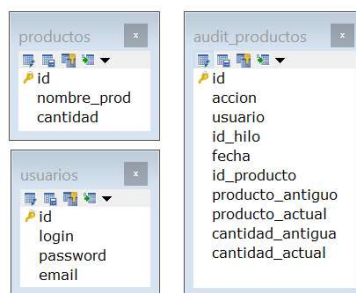 productos
id
nombre_prod
cantidad
usuarios
id
login
password
email
audit_productos
id
accion
usuario
id_hilo
fecha
id_producto
producto_antiguo
producto_actual
cantidad_antigua
cantidad_actual